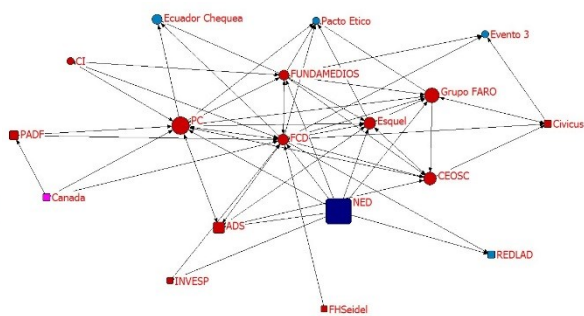 Ecuador Chequea
Pacto Etico
Evento 3
CI
FUNDAMEDIOS
Grupo FARO
PC
Esquel
Civicus
PADF
FCD
CEOSC
Canada
NED
ADS
REDLAD
INVESP
FHSeidel